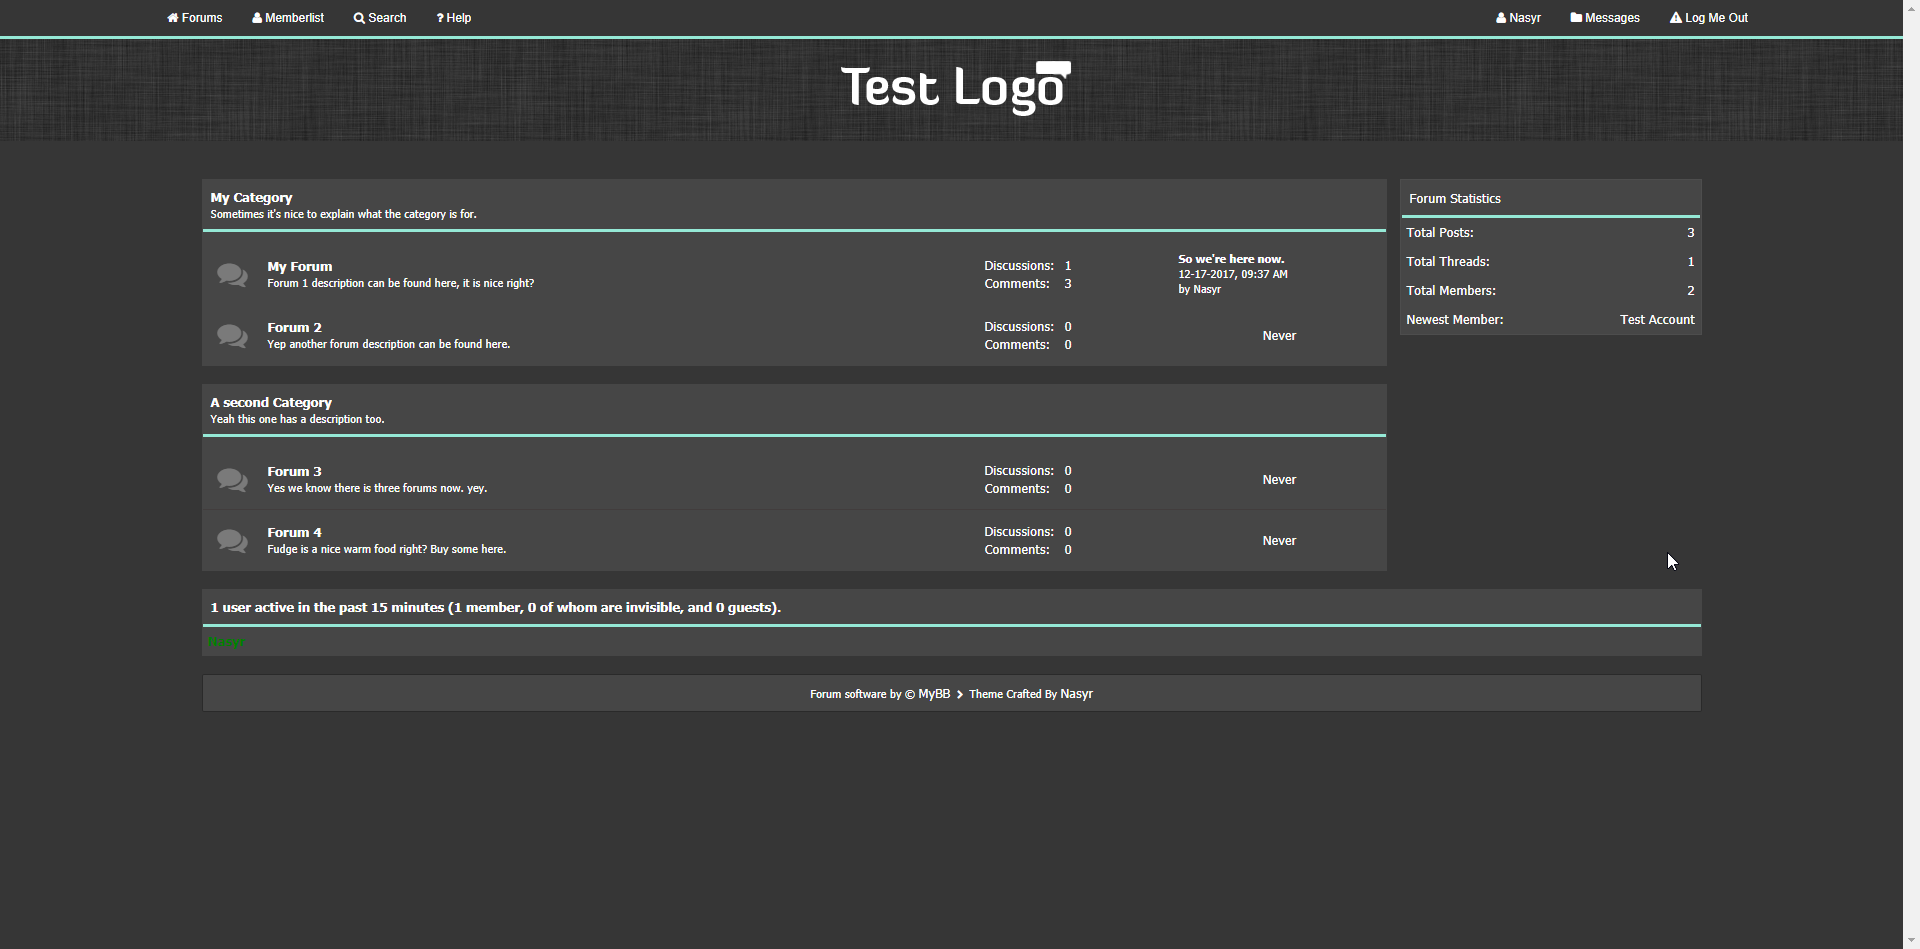 Forums Memberlist Search Help Nasyr Messages Log Me Out
Test Logo
My Category
Sometimes it's nice to explain what the category is for.
My Forum
Forum 1 description can be found here, it is nice right?
Discussions: 1
Comments: 3
So we're here now.
12-17-2017, 09:37 AM
by Nasyr
Forum 2
Yep another forum description can be found here.
Discussions: 0
Comments: 0
Never
Forum Statistics
Total Posts: 3
Total Threads: 1
Total Members: 2
Newest Member: Test Account
A second Category
Yeah this one has a description too.
Forum 3
Yes we know there is three forums now. yey.
Discussions: 0
Comments: 0
Never
Forum 4
Fudge is a nice warm food right? Buy some here.
Discussions: 0
Comments: 0
Never
1 user active in the past 15 minutes (1 member, 0 of whom are invisible, and 0 guests).
Nasyr
Forum software by © MyBB > Theme Crafted By Nasyr